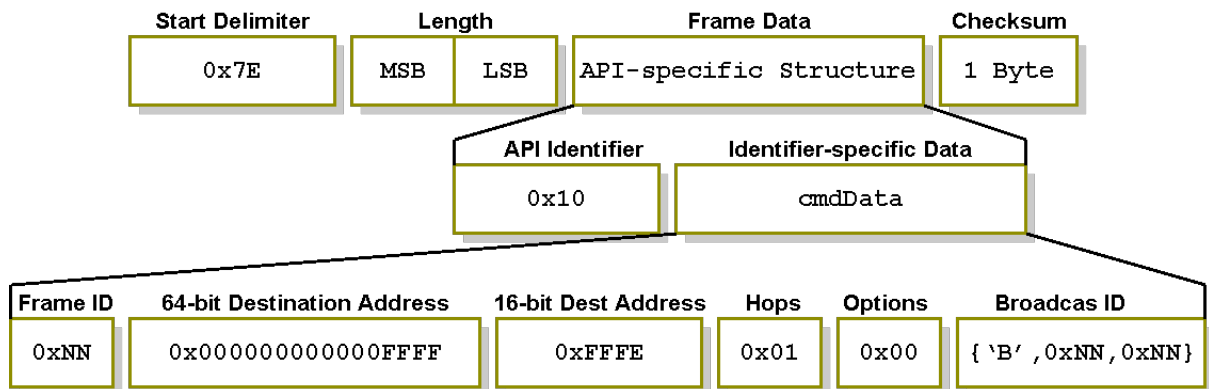 Start Delimiter Length Frame Data Checksum
0x7E MSB LSB API-specific Structure 1 Byte
API Identifier Identifier-specific Data
0x10 cmdData
Frame ID 64-bit Destination Address 16-bit Dest Address Hops Options Broadcas ID
0xNN 0x000000000000FFFF 0xFFFE 0x01 0x00 {‘B’,0xNN,0xNN}